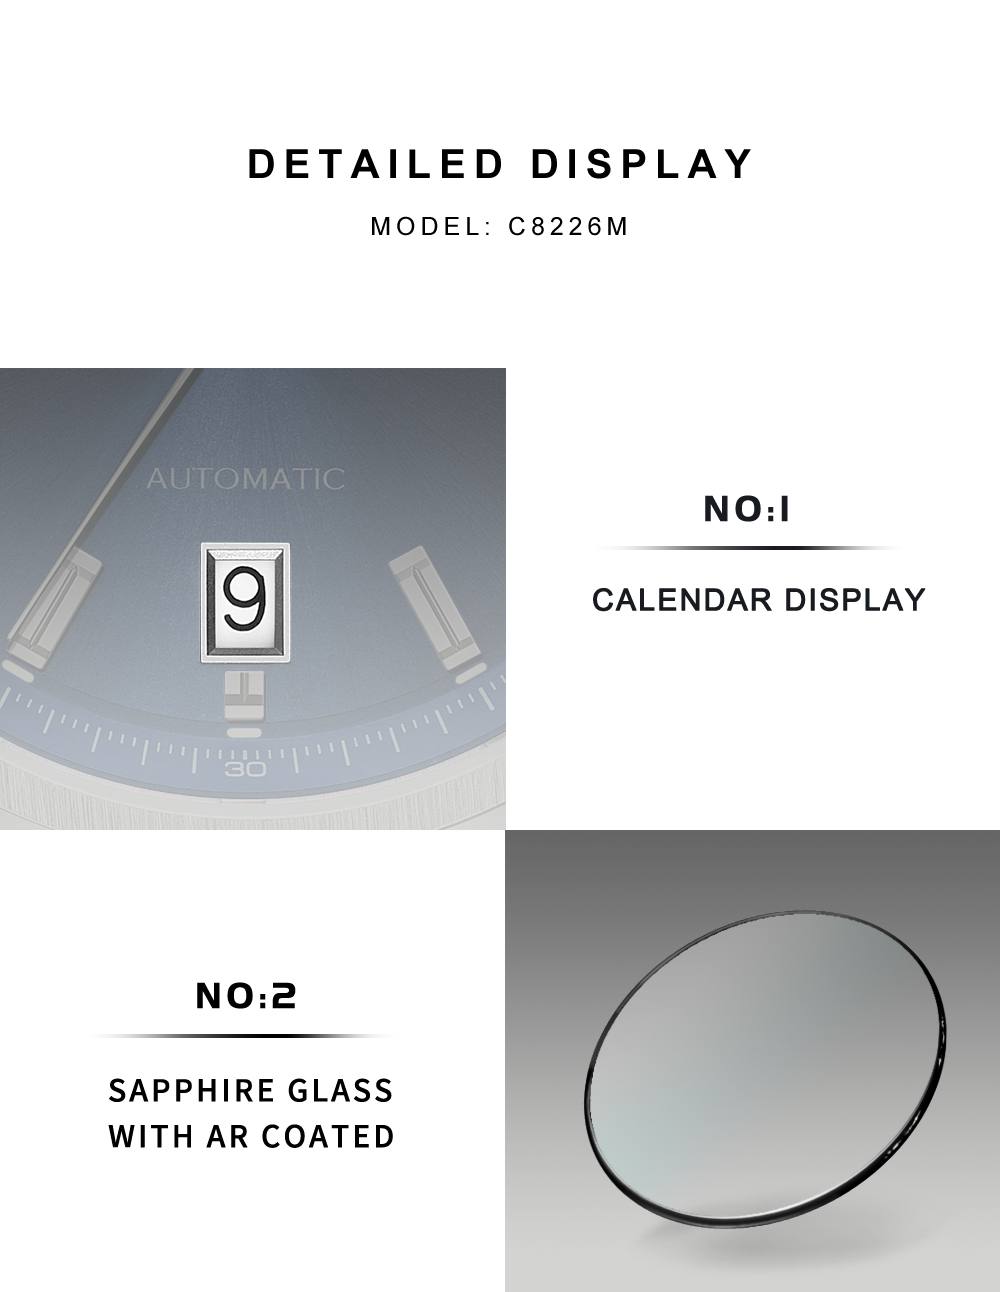 DETAILED DISPLAY
MODEL: C8226M
AUTOMATIC
9
30
NO:1
CALENDAR DISPLAY
NO:2
SAPPHIRE GLASS
WITH AR COATED